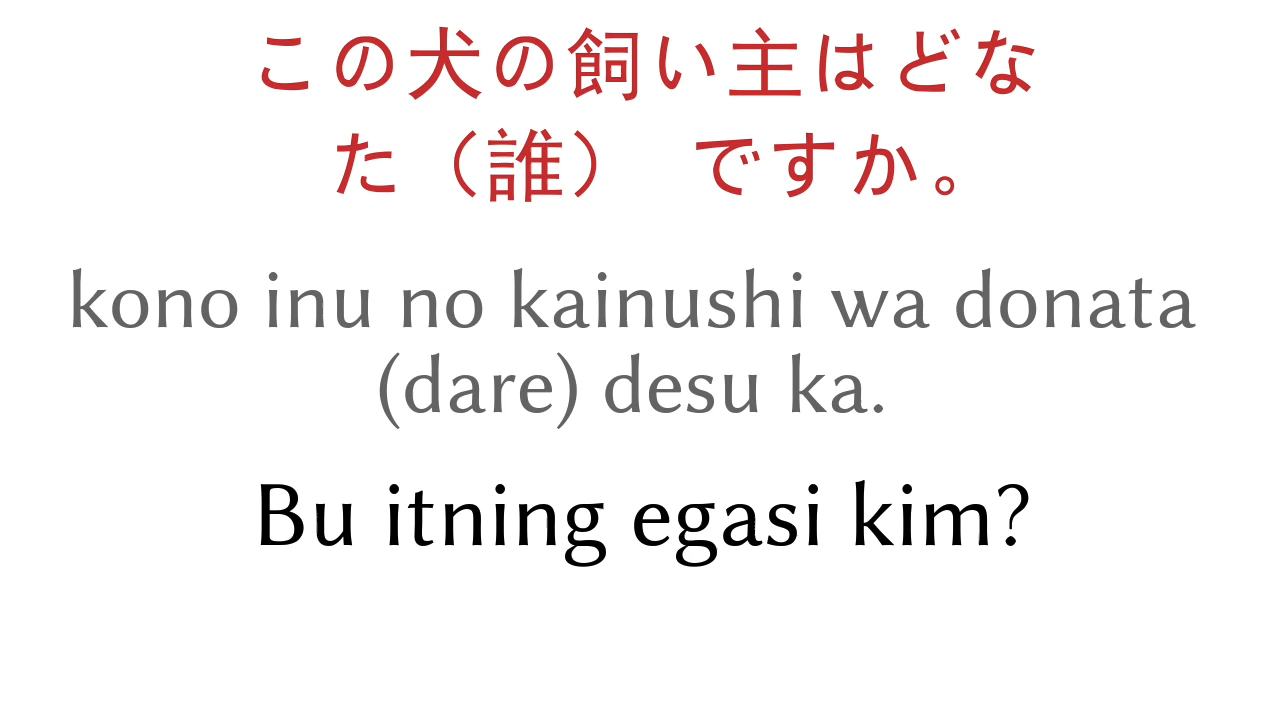 この犬の飼い主はどな
た（誰）　ですか。
kono inu no kainushi wa donata
(dare) desu ka.
Bu itning egasi kim?